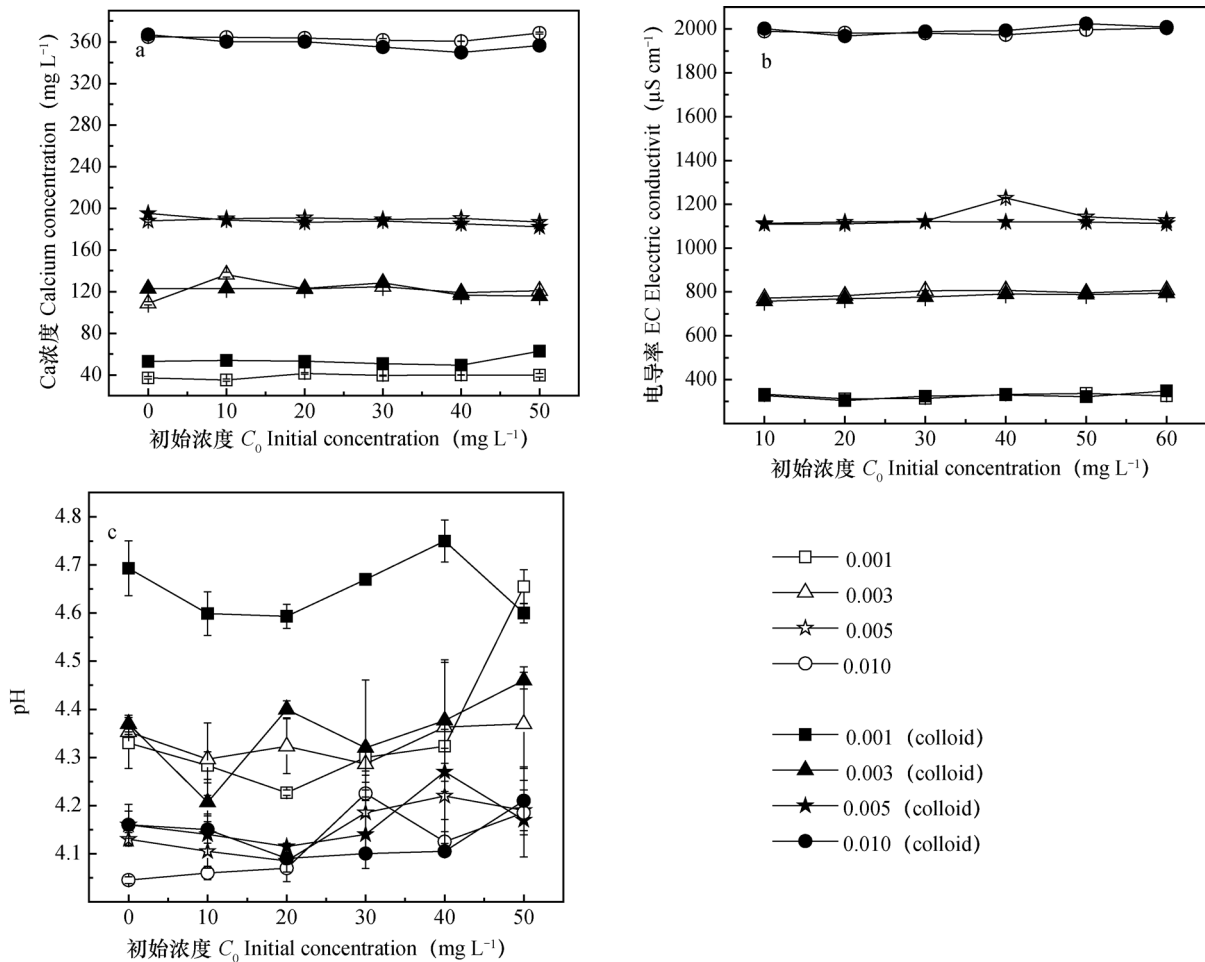 a
360
320
280
240
200
160
120
80
40
Ca浓度 Calcium concentration（mg L⁻¹）
0 10 20 30 40 50
初始浓度 C₀ Initial concentration（mg L⁻¹）
b
2000
1800
1600
1400
1200
1000
800
600
400
电导率 EC Elecctric conductivit（μS cm⁻¹）
10 20 30 40 50 60
初始浓度 C₀ Initial concentration（mg L⁻¹）
c
4.8
4.7
4.6
4.5
4.4
4.3
4.2
4.1
pH
0 10 20 30 40 50
初始浓度 C₀ Initial concentration（mg L⁻¹）
0.001
0.003
0.005
0.010
0.001（colloid）
0.003（colloid）
0.005（colloid）
0.010（colloid）